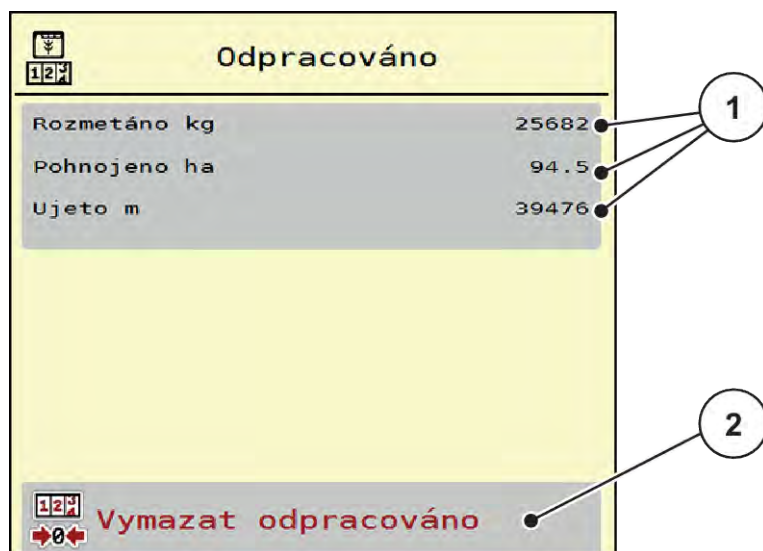 Odpracováno
Rozmetáno kg 25682
Pohnojeno ha 94.5
Ujeto m 39476
1
Vymazat odpracováno
2